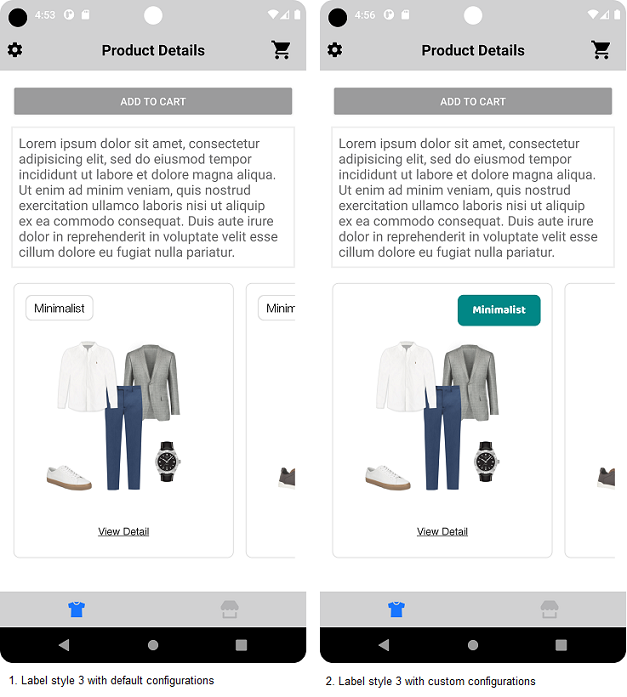 4:53
Product Details
ADD TO CART
Lorem ipsum dolor sit amet, consectetur
adipisicing elit, sed do eiusmod tempor
incididunt ut labore et dolore magna aliqua.
Ut enim ad minim veniam, quis nostrud
exercitation ullamco laboris nisi ut aliquip
ex ea commodo consequat. Duis aute irure
dolor in reprehenderit in voluptate velit esse
cillum dolore eu fugiat nulla pariatur.
Minimalist
Minim
View Detail
1. Label style 3 with default configurations
4:56
Product Details
ADD TO CART
Lorem ipsum dolor sit amet, consectetur
adipisicing elit, sed do eiusmod tempor
incididunt ut labore et dolore magna aliqua.
Ut enim ad minim veniam, quis nostrud
exercitation ullamco laboris nisi ut aliquip
ex ea commodo consequat. Duis aute irure
dolor in reprehenderit in voluptate velit esse
cillum dolore eu fugiat nulla pariatur.
Minimalist
View Detail
2. Label style 3 with custom configurations